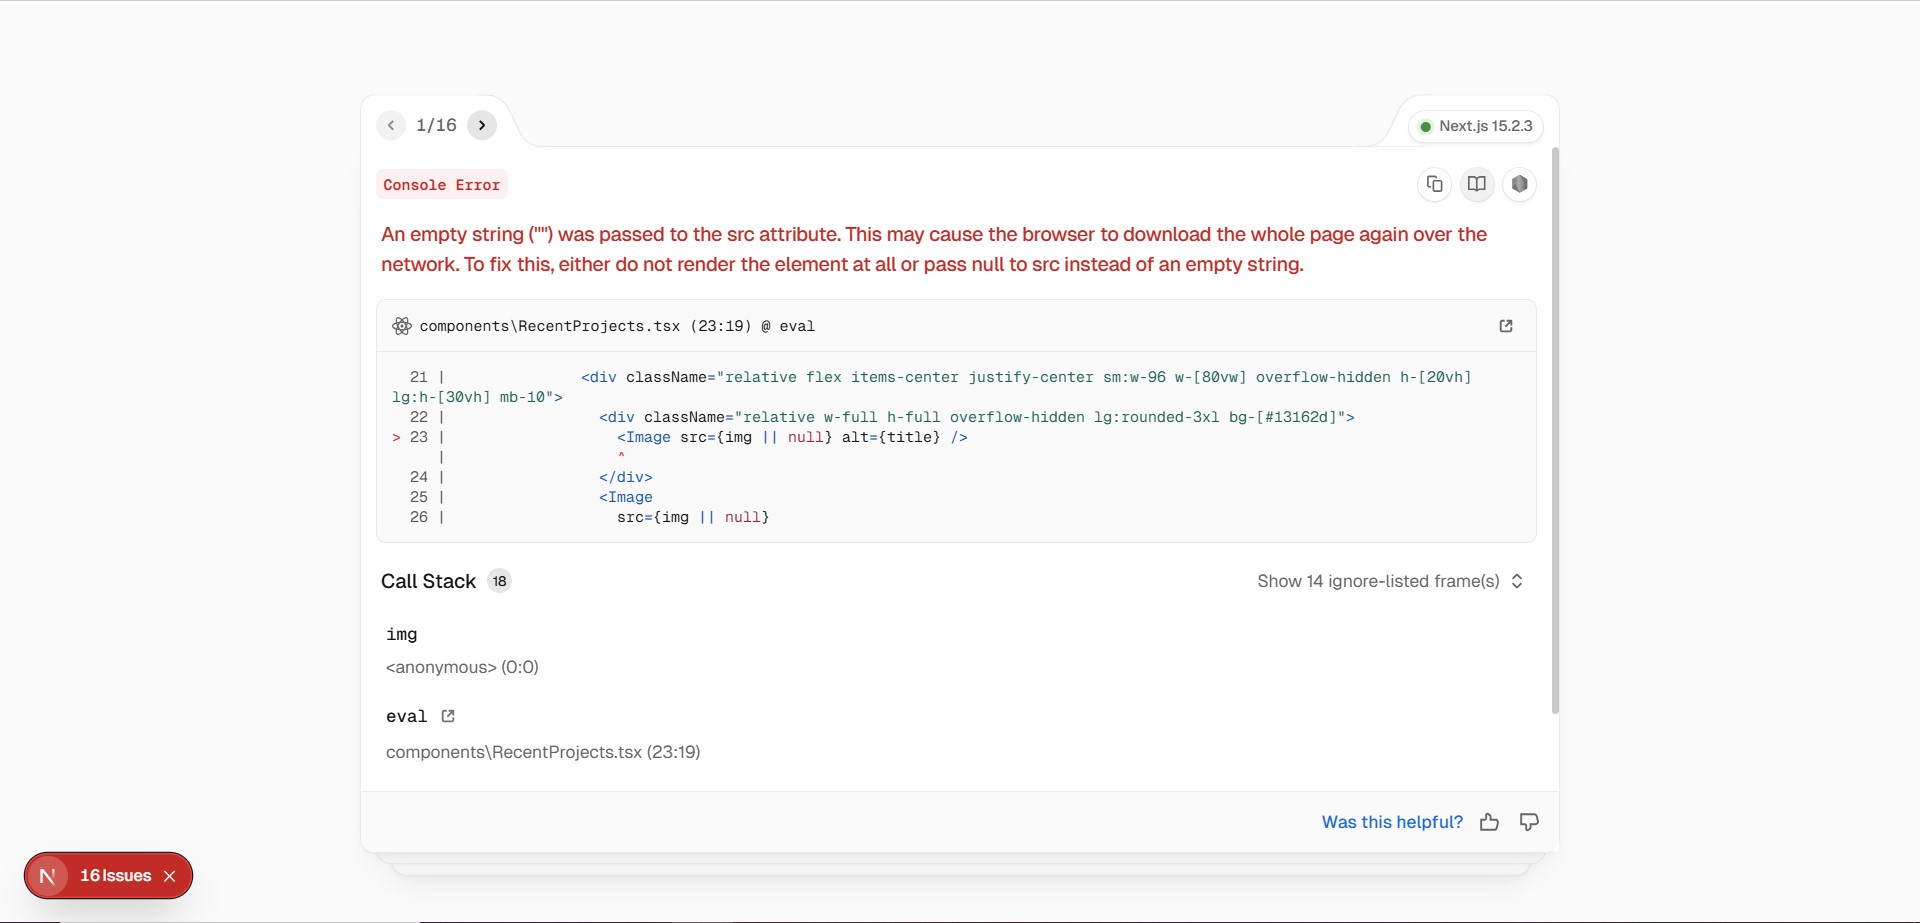 1/16
Next.js 15.2.3
Console Error
An empty string ("") was passed to the src attribute. This may cause the browser to download the whole page again over the
network. To fix this, either do not render the element at all or pass null to src instead of an empty string.
components\RecentProjects.tsx (23:19) @ eval
21 | <div className="relative flex items-center justify-center sm:w-96 w-[80vw] overflow-hidden h-[20vh]
lg:h-[30vh] mb-10">
22 | <div className="relative w-full h-full overflow-hidden lg:rounded-3xl bg-[#13162d]">
> 23 | <Image src={img || null} alt={title} />
| ^
24 | </div>
25 | <Image
26 | src={img || null}
Call Stack 18
Show 14 ignore-listed frame(s)
img
<anonymous> (0:0)
eval
components\RecentProjects.tsx (23:19)
Was this helpful?
N 16 Issues